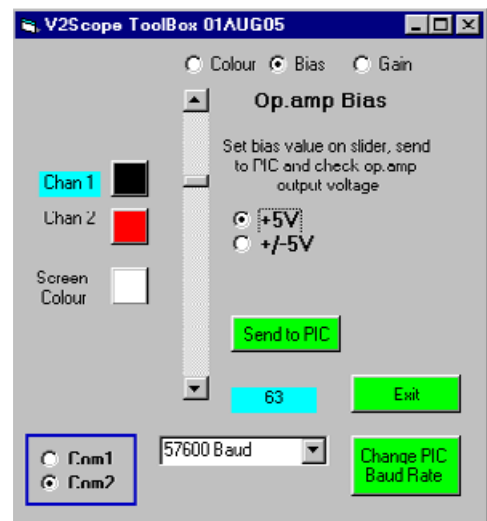 V2Scope ToolBox 01AUG05
Colour Bias Gain
Op.amp Bias
Set bias value on slider, send
to PIC and check op.amp
output voltage
Chan 1
Chan 2
+5V
+/-5V
Screen
Colour
Send to PIC
63
Exit
Com1
Com2
57600 Baud
Change PIC
Baud Rate